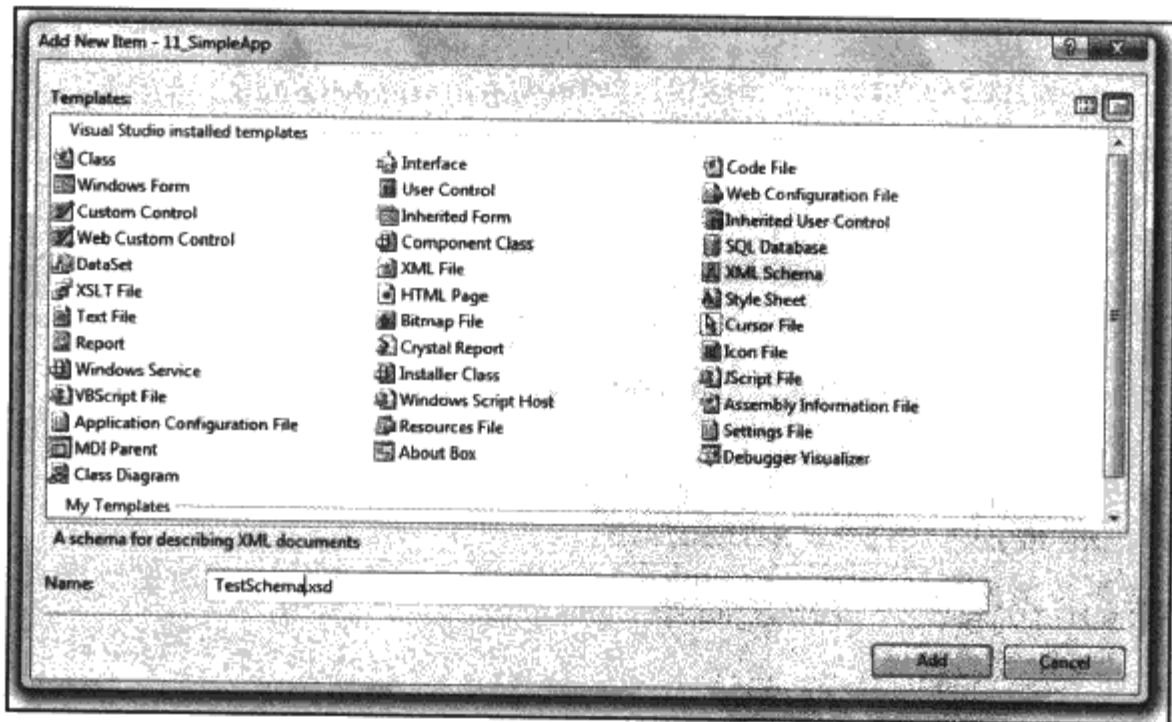 Add New Item - 11_SimpleApp
Templates:
Visual Studio installed templates
Class
Interface
Code File
Windows Form
User Control
Web Configuration File
Custom Control
Inherited Form
Inherited User Control
Web Custom Control
Component Class
SQL Database
DataSet
XML File
XML Schema
XSLT File
HTML Page
Style Sheet
Text File
Bitmap File
Cursor File
Report
Crystal Report
Icon File
Windows Service
Installer Class
JScript File
VBScript File
Windows Script Host
Assembly Information File
Application Configuration File
Resources File
Settings File
MDI Parent
About Box
Debugger Visualizer
Class Diagram
My Templates
A schema for describing XML documents
Name:
TestSchema.xsd
Add
Cancel